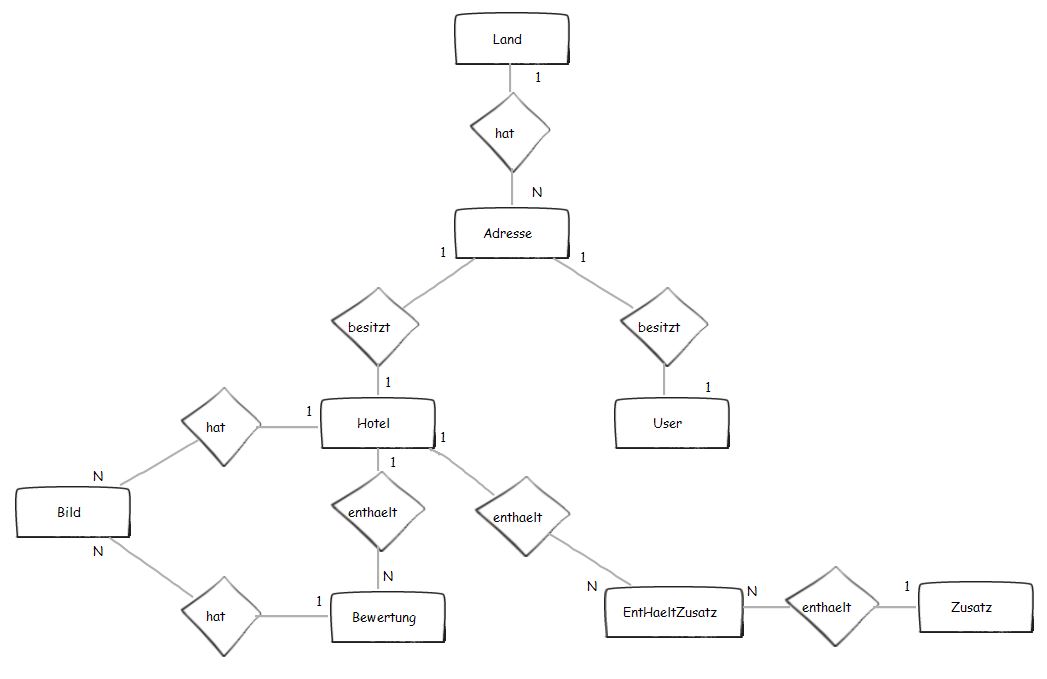 Land
1
hat
N
Adresse
1
1
besitzt
besitzt
1
1
Hotel
User
1
1
hat
1
N
Bild
enthaelt
enthaelt
N
N
N
N
1
1
hat
Bewertung
EntHaeltZusatz
enthaelt
Zusatz